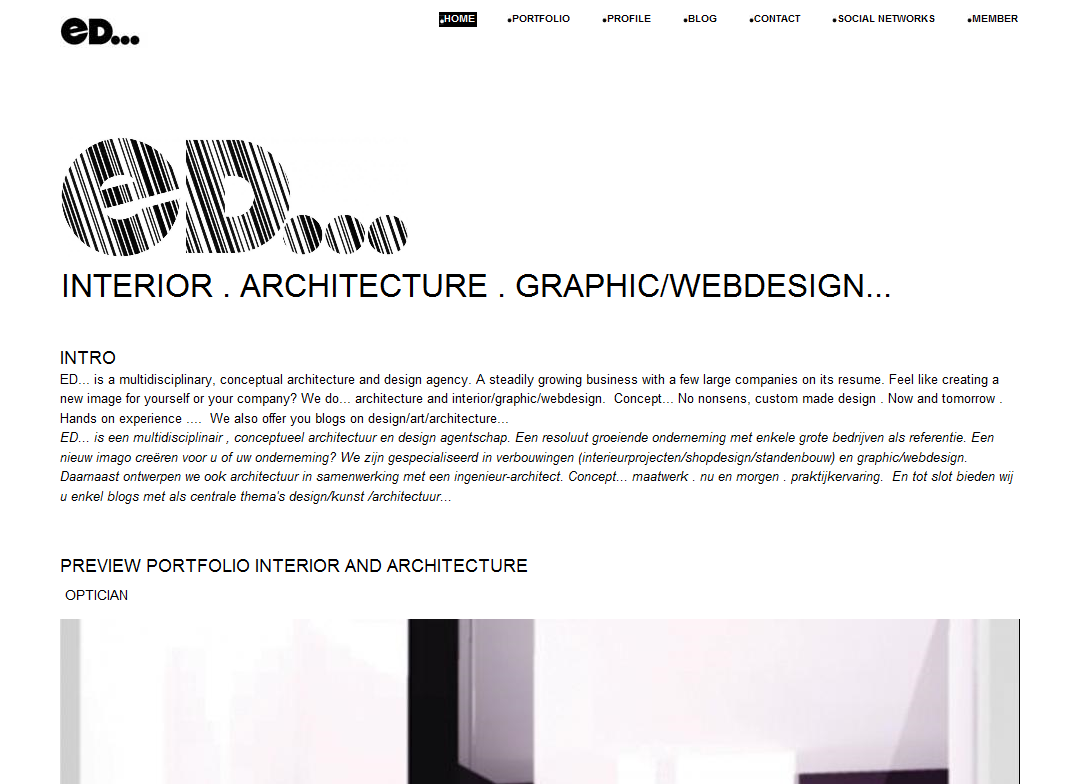 eD...
•HOME •PORTFOLIO •PROFILE •BLOG •CONTACT •SOCIAL NETWORKS •MEMBER
eD...
INTERIOR . ARCHITECTURE . GRAPHIC/WEBDESIGN...
INTRO
ED... is a multidisciplinary, conceptual architecture and design agency. A steadily growing business with a few large companies on its resume. Feel like creating a
new image for yourself or your company? We do... architecture and interior/graphic/webdesign.  Concept... No nonsens, custom made design . Now and tomorrow .
Hands on experience ....  We also offer you blogs on design/art/architecture...
ED... is een multidisciplinair , conceptueel architectuur en design agentschap. Een resoluut groeiende onderneming met enkele grote bedrijven als referentie. Een
nieuw imago creëren voor u of uw onderneming? We zijn gespecialiseerd in verbouwingen (interieurprojecten/shopdesign/standenbouw) en graphic/webdesign.
Daarnaast ontwerpen we ook architectuur in samenwerking met een ingenieur-architect. Concept... maatwerk . nu en morgen . praktijkervaring.  En tot slot bieden wij
u enkel blogs met als centrale thema's design/kunst /architectuur...
PREVIEW PORTFOLIO INTERIOR AND ARCHITECTURE
OPTICIAN